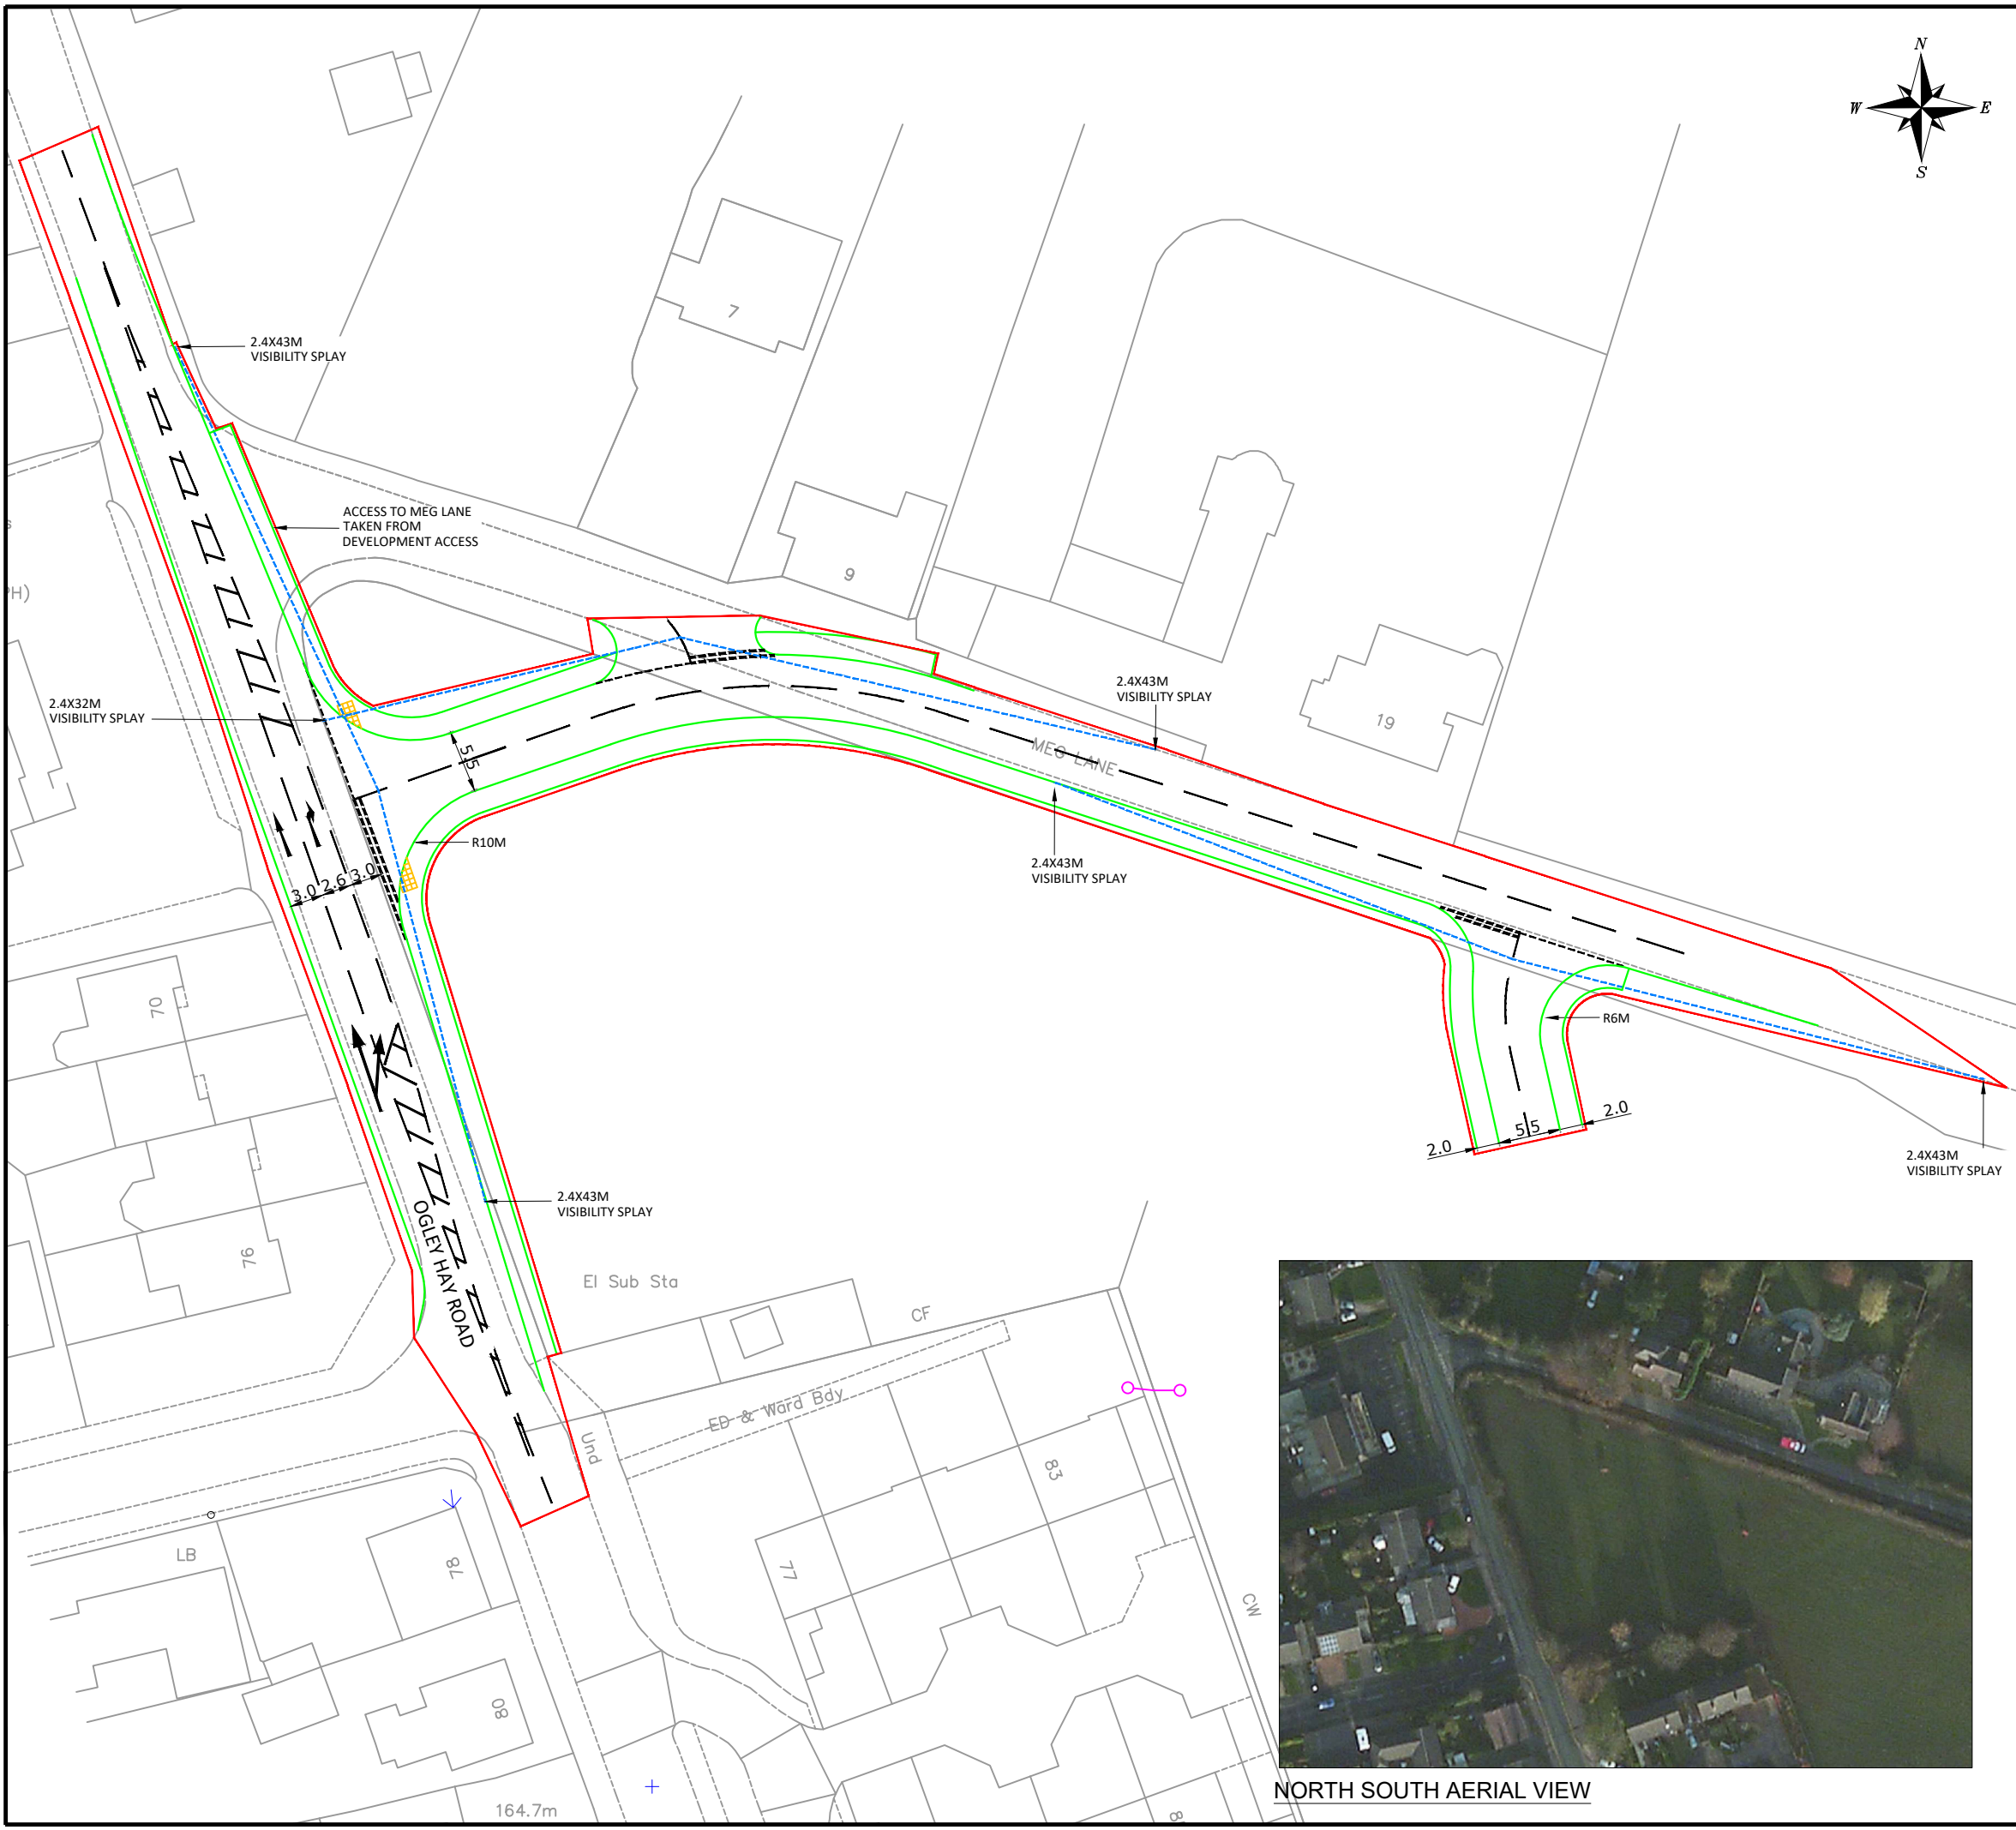 N
W
E
S
2.4X43M
VISIBILITY SPLAY
7
ACCESS TO MEG LANE
TAKEN FROM
DEVELOPMENT ACCESS
9
PH)
2.4X32M
VISIBILITY SPLAY
2.4X43M
VISIBILITY SPLAY
19
MEG LANE
5.5
R10M
2.4X43M
VISIBILITY SPLAY
3.0
2.6
3.0
70
R6M
2.0
5.5
2.0
2.4X43M
VISIBILITY SPLAY
2.4X43M
VISIBILITY SPLAY
76
OGLEY HAY ROAD
El Sub Sta
CF
ED & Ward Bdy
Und
83
LB
78
77
CW
80
164.7m
NORTH SOUTH AERIAL VIEW